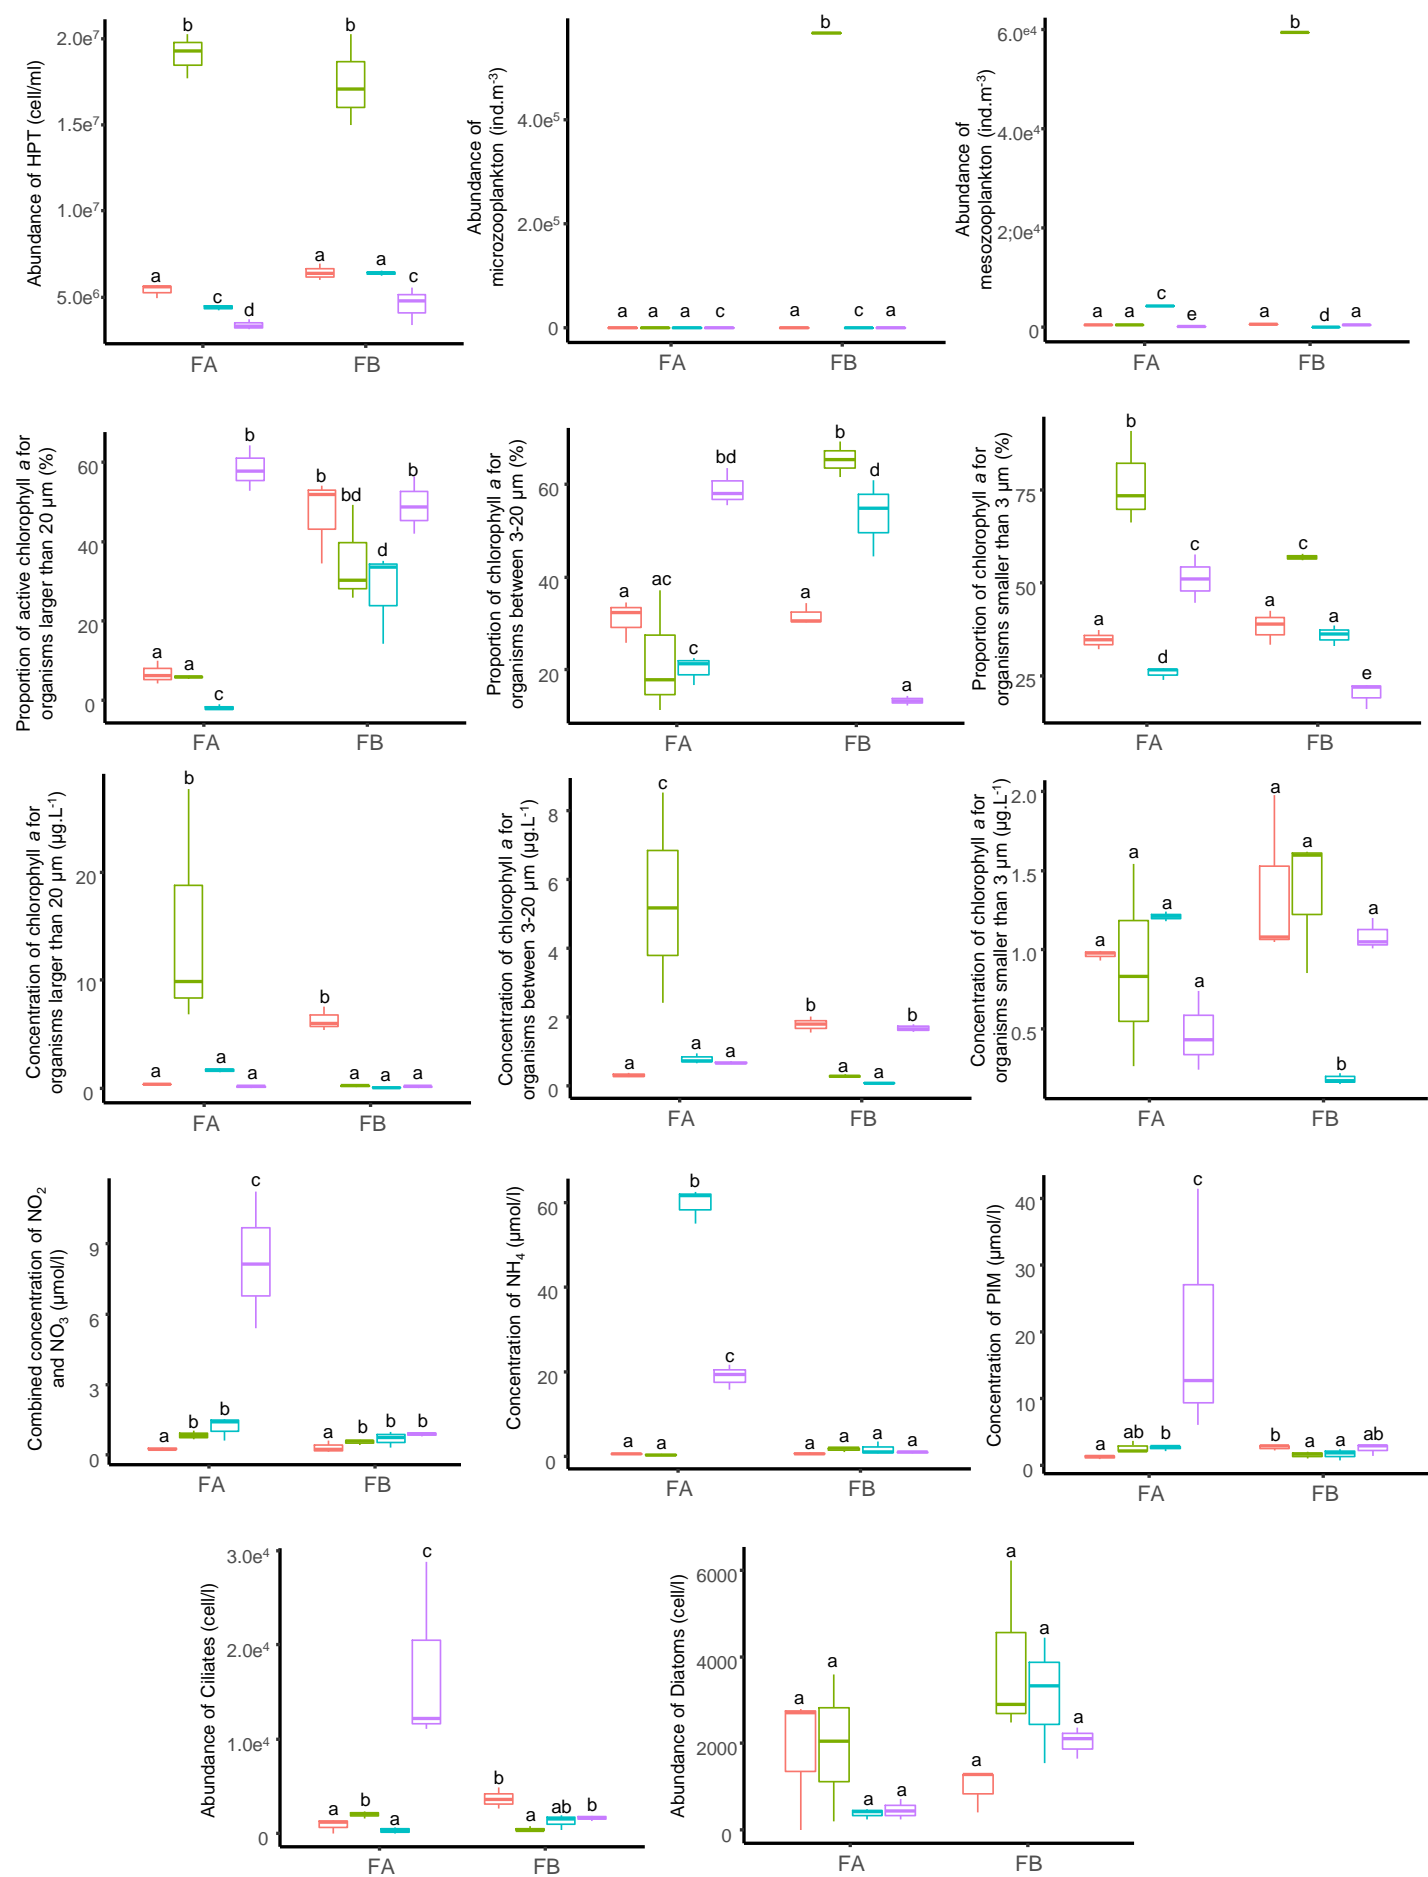 Abundance of HPT (cell/ml)
2.0e7
1.5e7
1.0e7
5.0e6
b
b
a
c
d
a
a
c
FA
FB
Abundance of
microzooplankton (ind.m-3)
4.0e5
2.0e5
0
b
a
a
a
c
a
c
a
FA
FB
Abundance of
mesozooplankton (ind.m-3)
6.0e4
4.0e4
2;0e4
0
b
a
a
c
e
a
d
a
FA
FB
Proportion of active chlorophyll a for
organisms larger than 20 µm (%)
60
40
20
0
a
a
c
b
b
bd
d
b
FA
FB
Proportion of chlorophyll a for
organisms between 3-20 µm (%)
60
40
20
a
ac
c
bd
a
b
d
a
FA
FB
Proportion of chlorophyll a for
organisms smaller than 3 µm (%)
75
50
25
a
b
d
c
a
c
a
e
FA
FB
Concentration of chlorophyll a for
organisms larger than 20 µm (µg.L-1)
20
10
0
a
b
a
a
b
a
a
a
FA
FB
Concentration of chlorophyll a for
organisms between 3-20 µm (µg.L-1)
8
6
4
2
0
a
c
a
a
b
a
a
b
FA
FB
Concentration of chlorophyll a for
organisms smaller than 3 µm (µg.L-1)
2.0
1.5
1.0
0.5
a
a
a
a
a
a
b
a
FA
FB
Combined concentration of NO2
and NO3 (µmol/l)
9
6
3
0
a
b
b
c
a
b
b
b
FA
FB
Concentration of NH4 (µmol/l)
60
40
20
0
a
a
b
c
a
a
a
a
FA
FB
Concentration of PIM (µmol/l)
40
30
20
10
0
a
ab
b
c
b
a
a
ab
FA
FB
Abundance of Ciliates (cell/l)
3.0e4
2.0e4
1.0e4
0
a
b
a
c
b
a
ab
b
FA
FB
Abundance of Diatoms (cell/l)
6000
4000
2000
0
a
a
a
a
a
a
a
a
FA
FB